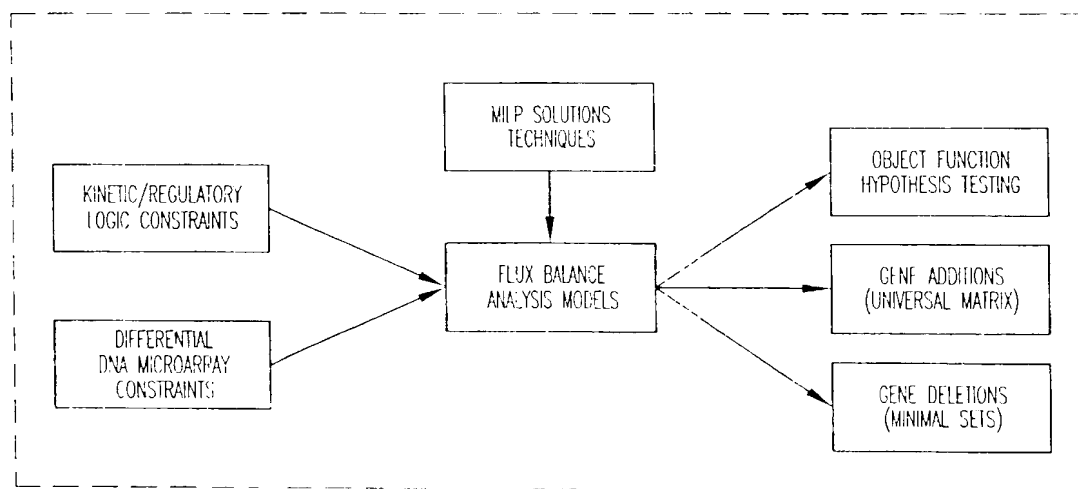 MILP SOLUTIONS
TECHNIQUES
KINETIC/REGULATORY
LOGIC CONSTRAINTS
DIFFERENTIAL
DNA MICROARRAY
CONSTRAINTS
FLUX BALANCE
ANALYSIS MODELS
OBJECT FUNCTION
HYPOTHESIS TESTING
GENE ADDITIONS
(UNIVERSAL MATRIX)
GENE DELETIONS
(MINIMAL SETS)